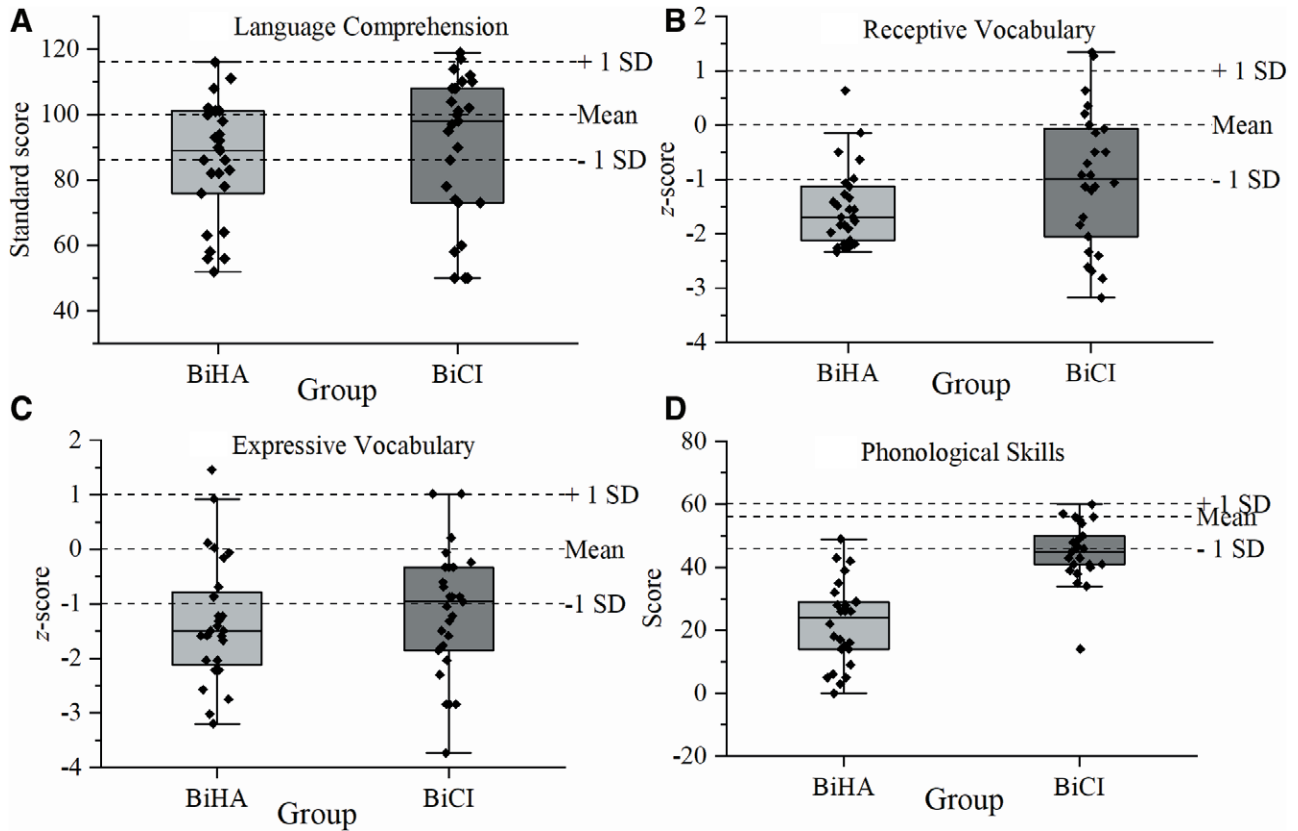 A
Language Comprehension
120
100
80
60
40
Standard score
+ 1 SD
Mean
- 1 SD
BiHA
BiCI
Group
B
Receptive Vocabulary
2
1
0
-1
-2
-3
-4
z-score
+ 1 SD
Mean
- 1 SD
BiHA
BiCI
Group
C
Expressive Vocabulary
2
1
0
-1
-2
-3
-4
z-score
+ 1 SD
Mean
-1 SD
BiHA
BiCI
Group
D
Phonological Skills
80
60
40
20
0
-20
Score
+ 1 SD
Mean
- 1 SD
BiHA
BiCI
Group